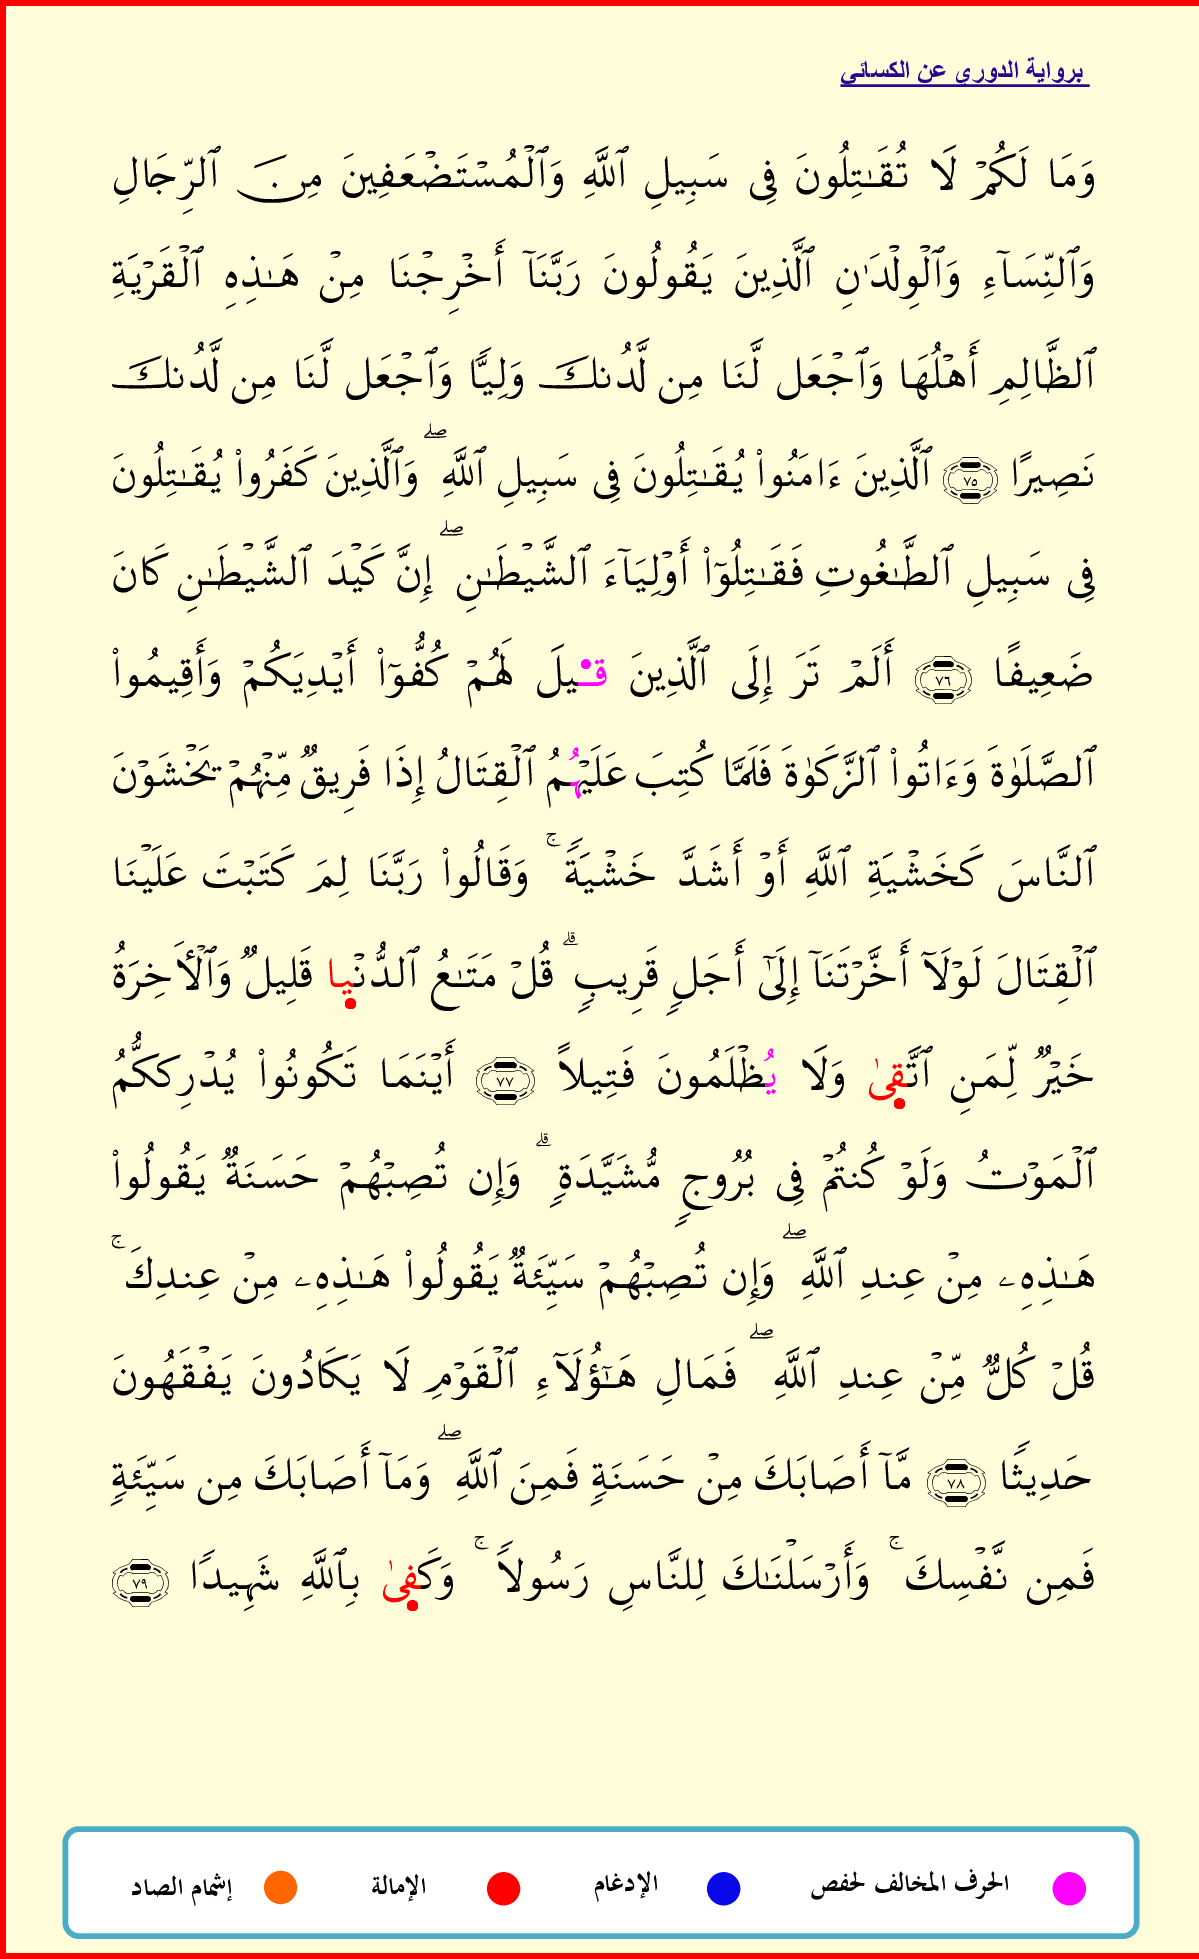 برواية الدوري عن الكسائي
وَمَا لَكُمۡ لَا تُقَـٰتِلُونَ فِى سَبِيلِ ٱللَّهِ وَٱلۡمُسۡتَضۡعَفِينَ مِنَ ٱلرِّجَالِ
وَٱلنِّسَآءِ وَٱلۡوِلۡدَٰنِ ٱلَّذِينَ يَقُولُونَ رَبَّنَآ أَخۡرِجۡنَا مِنۡ هَـٰذِهِ ٱلۡقَرۡيَةِ
ٱلظَّالِمِ أَهۡلُهَا وَٱجۡعَل لَّنَا مِن لَّدُنكَ وَلِيًّا وَٱجۡعَل لَّنَا مِن لَّدُنكَ
نَصِيرًا ٧٥ ٱلَّذِينَ ءَامَنُوا۟ يُقَـٰتِلُونَ فِى سَبِيلِ ٱللَّهِ ۖ وَٱلَّذِينَ كَفَرُوا۟ يُقَـٰتِلُونَ
فِى سَبِيلِ ٱلطَّـٰغُوتِ فَقَـٰتِلُوٓا۟ أَوۡلِيَآءَ ٱلشَّيۡطَـٰنِ ۖ إِنَّ كَيۡدَ ٱلشَّيۡطَـٰنِ كَانَ
ضَعِيفًا ٧٦ أَلَمۡ تَرَ إِلَى ٱلَّذِينَ ق۬ـيلَ لَهُمۡ كُفُّوٓا۟ أَيۡدِيَكُمۡ وَأَقِيمُوا۟
ٱلصَّلَوٰةَ وَءَاتُوا۟ ٱلزَّكَوٰةَ فَلَمَّا كُتِبَ عَلَيۡهُمُ ٱلۡقِتَالُ إِذَا فَرِيقٌ مِّنۡهُمۡ يَخۡشَوۡنَ
ٱلنَّاسَ كَخَشۡيَةِ ٱللَّهِ أَوۡ أَشَدَّ خَشۡيَةً ۚ وَقَالُوا۟ رَبَّنَا لِمَ كَتَبۡتَ عَلَيۡنَا
ٱلۡقِتَالَ لَوۡلَآ أَخَّرۡتَنَآ إِلَىٰٓ أَجَلٍ قَرِيبٍ ۗ قُلۡ مَتَـٰعُ ٱلدُّنۡيا قَلِيلٌ وَٱلۡأَخِرَةُ
خَيۡرٌ لِّمَنِ ٱتَّقىٰ وَلَا يُظۡلَمُونَ فَتِيلاً ٧٧ أَيۡنَمَا تَكُونُوا۟ يُدۡرِككُّمُ
ٱلۡمَوۡتُ وَلَوۡ كُنتُمۡ فِى بُرُوجٍ مُّشَيَّدَةٍ ۗ وَإِن تُصِبۡهُمۡ حَسَنَةٌ يَقُولُوا۟
هَـٰذِهِۦ مِنۡ عِندِ ٱللَّهِ ۖ وَإِن تُصِبۡهُمۡ سَيِّئَةٌ يَقُولُوا۟ هَـٰذِهِۦ مِنۡ عِندِكَ ۚ
قُلۡ كُلٌّ مِّنۡ عِندِ ٱللَّهِ ۖ فَمَالِ هَـٰٓؤُلَآءِ ٱلۡقَوۡمِ لَا يَكَادُونَ يَفۡقَهُونَ
حَدِيثًا ٧٨ مَّآ أَصَابَكَ مِنۡ حَسَنَةٍ فَمِنَ ٱللَّهِ ۖ وَمَآ أَصَابَكَ مِن سَيِّئَةٍ
فَمِن نَّفۡسِكَ ۚ وَأَرۡسَلۡنَـٰكَ لِلنَّاسِ رَسُولاً ۚ وَكَفىٰ بِٱللَّهِ شَهِيدًا ٧٩
الحرف المخالف لحفص الإدغام الإمالة إشمام الصاد